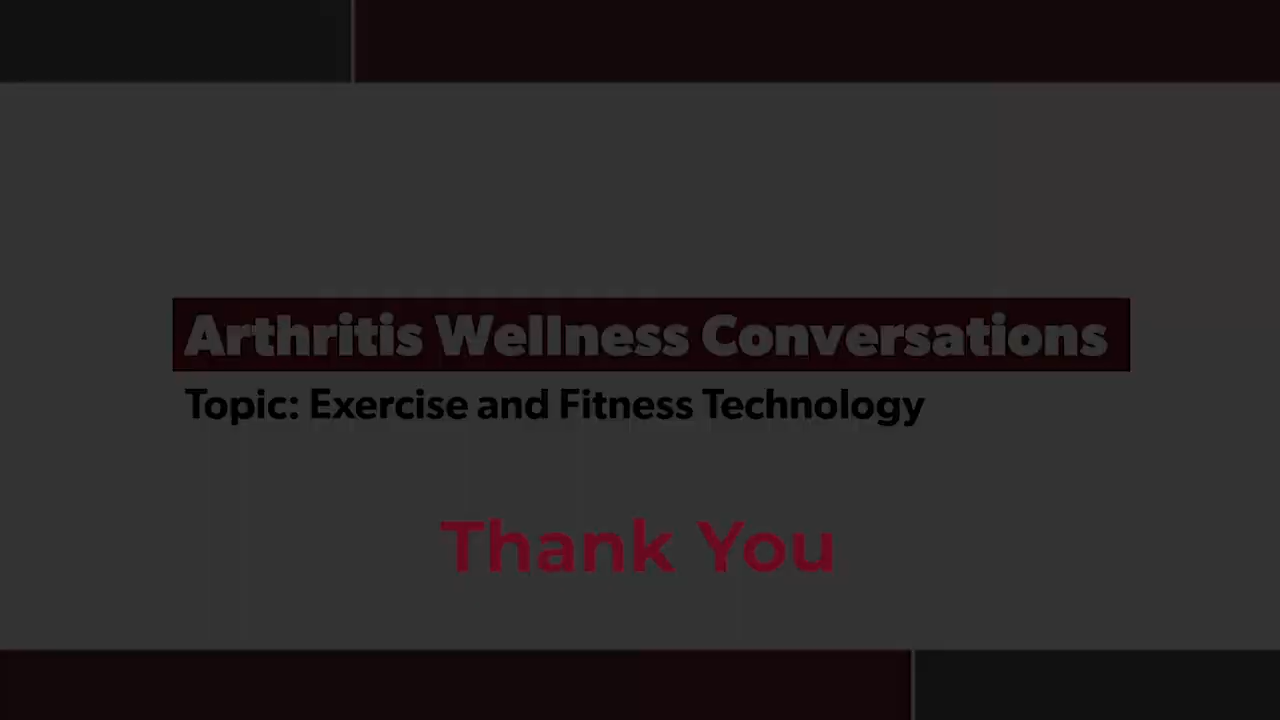 Arthritis Wellness Conversations
Topic: Exercise and Fitness Technology
Thank You